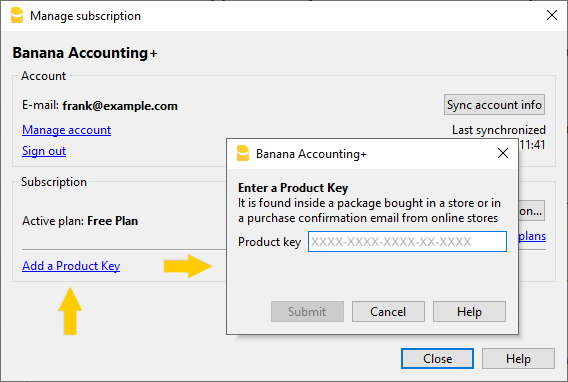 Manage subscription
Banana Accounting+
Account
E-mail: frank@example.com
Sync account info
Manage account
Last synchronized
11:41
Sign out
Subscription
Active plan: Free Plan
on...
plans
Add a Product Key
Banana Accounting+
Enter a Product Key
It is found inside a package bought in a store or in
a purchase confirmation email from online stores
Product key
XXXX-XXXX-XXXX-XX-XXXX
Submit
Cancel
Help
Close
Help